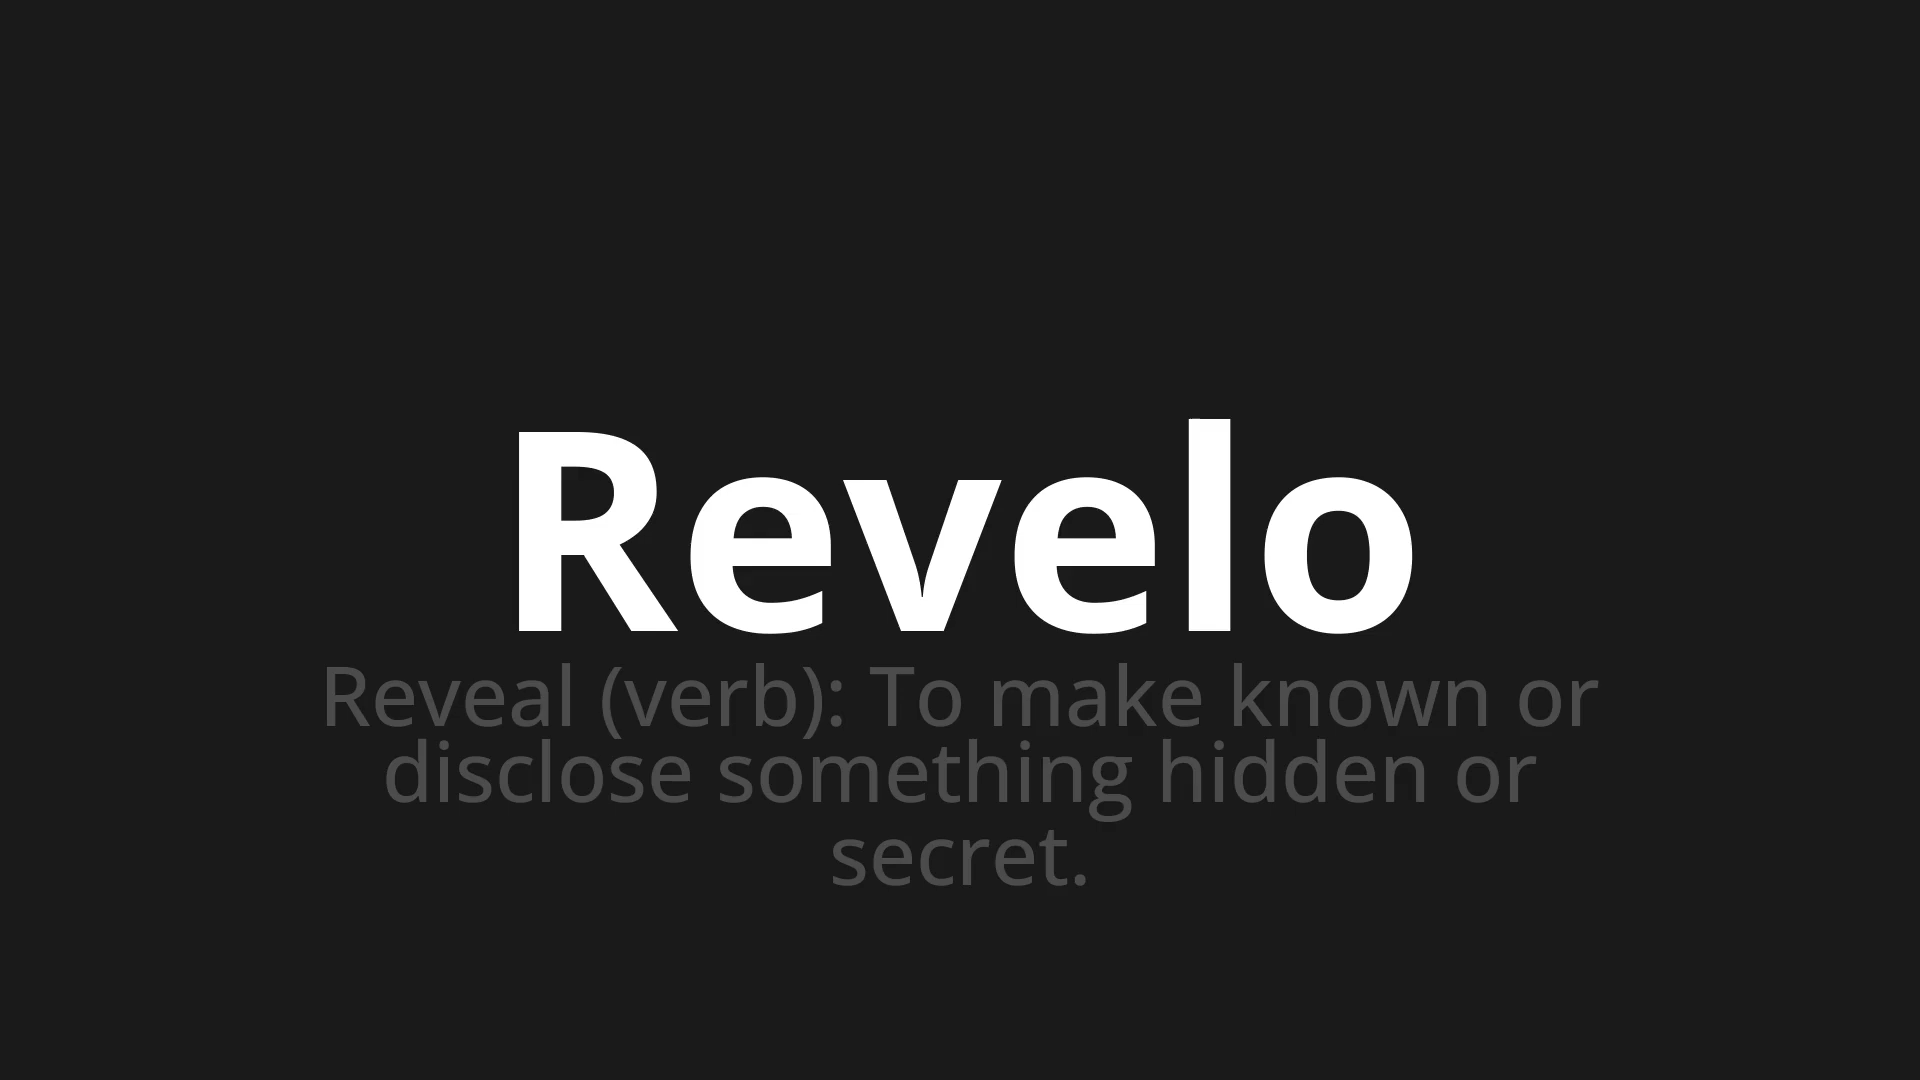 Revelo
Reveal (verb): To make known or
disclose something hidden or
secret.